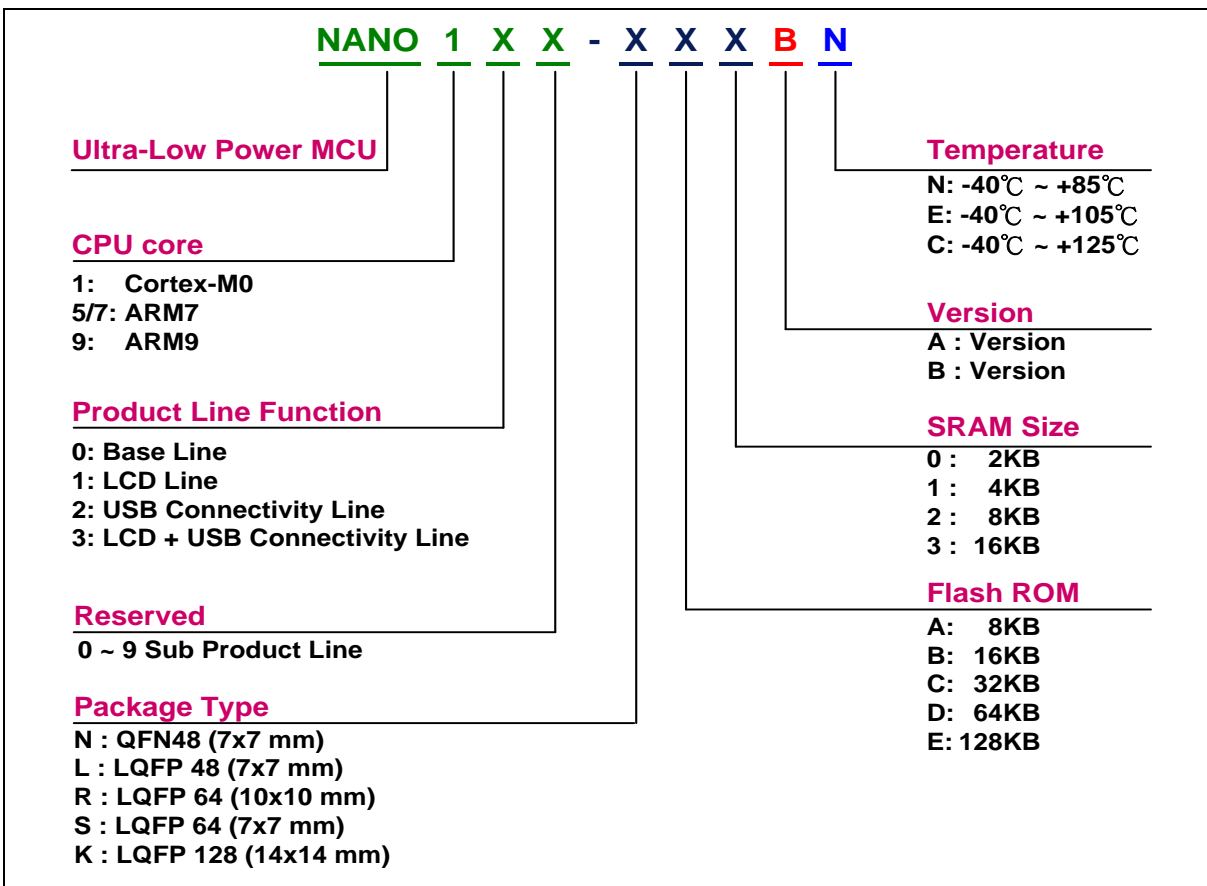 NANO 1 X X - X X X B N
Ultra-Low Power MCU
CPU core
1: Cortex-M0
5/7: ARM7
9: ARM9
Product Line Function
0: Base Line
1: LCD Line
2: USB Connectivity Line
3: LCD + USB Connectivity Line
Reserved
0 ~ 9 Sub Product Line
Package Type
N : QFN48 (7x7 mm)
L : LQFP 48 (7x7 mm)
R : LQFP 64 (10x10 mm)
S : LQFP 64 (7x7 mm)
K : LQFP 128 (14x14 mm)
Temperature
N: -40℃ ~ +85℃
E: -40℃ ~ +105℃
C: -40℃ ~ +125℃
Version
A : Version
B : Version
SRAM Size
0 : 2KB
1 : 4KB
2 : 8KB
3 : 16KB
Flash ROM
A: 8KB
B: 16KB
C: 32KB
D: 64KB
E: 128KB